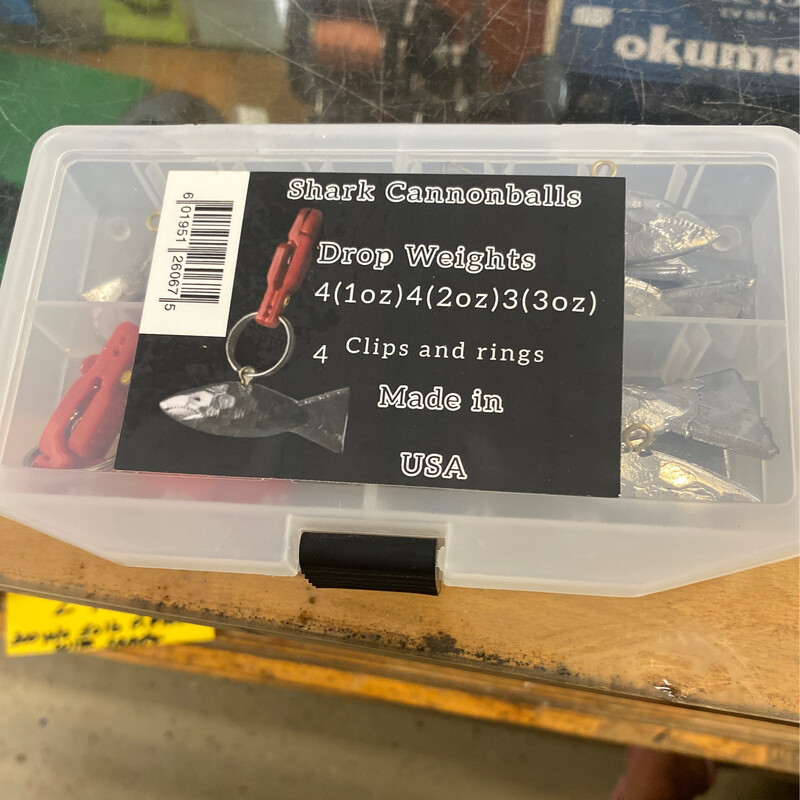 okuma
Shark Cannonballs
Drop Weights
4(1oz)4(2oz)3(3oz)
4 Clips and rings
Made in
USA
6 01951 26067 5